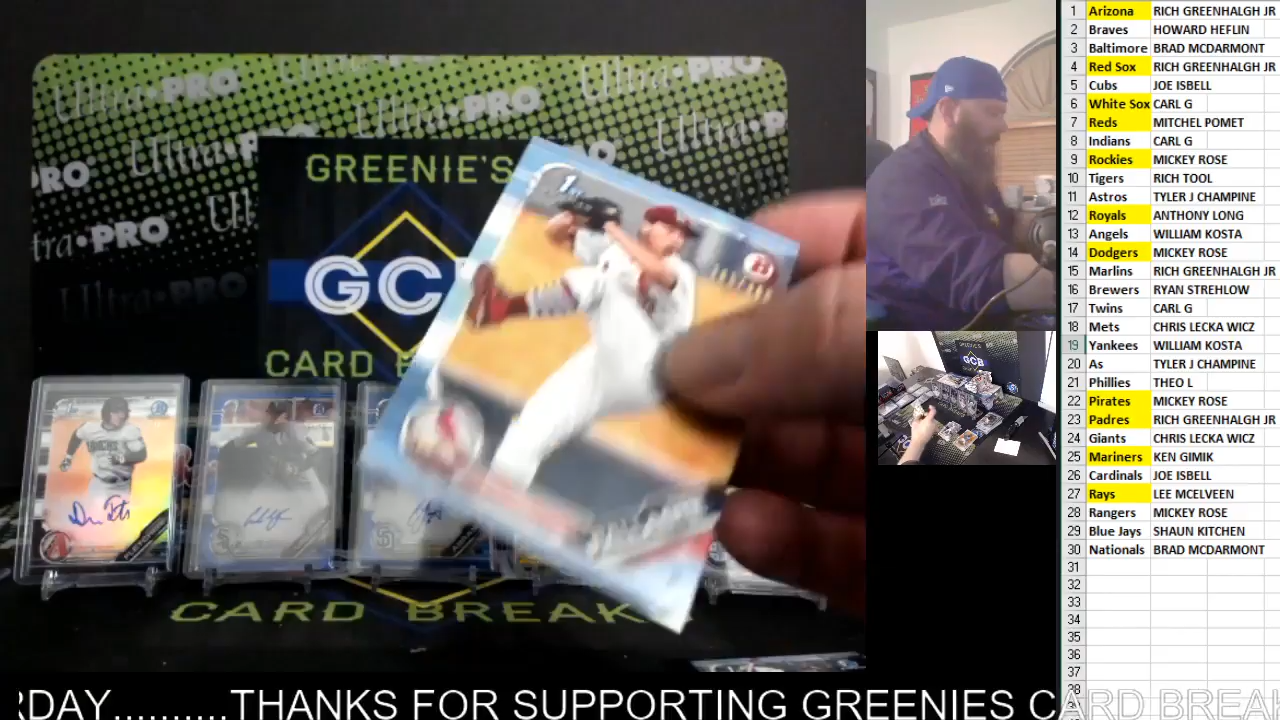 Ultra•PRO
GREENIE'S
GCB
CARD BREAK
1st
B
1 Arizona RICH GREENHALGH JR
2 Braves HOWARD HEFLIN
3 Baltimore BRAD MCDARMONT
4 Red Sox RICH GREENHALGH JR
5 Cubs JOE ISBELL
6 White Sox CARL G
7 Reds MITCHEL POMET
8 Indians CARL G
9 Rockies MICKEY ROSE
10 Tigers RICH TOOL
11 Astros TYLER J CHAMPINE
12 Royals ANTHONY LONG
13 Angels WILLIAM KOSTA
14 Dodgers MICKEY ROSE
15 Marlins RICH GREENHALGH JR
16 Brewers RYAN STREHLOW
17 Twins CARL G
18 Mets CHRIS LECKA WICZ
19 Yankees WILLIAM KOSTA
20 As TYLER J CHAMPINE
21 Phillies THEO L
22 Pirates MICKEY ROSE
23 Padres RICH GREENHALGH JR
24 Giants CHRIS LECKA WICZ
25 Mariners KEN GIMIK
26 Cardinals JOE ISBELL
27 Rays LEE MCELVEEN
28 Rangers MICKEY ROSE
29 Blue Jays SHAUN KITCHEN
30 Nationals BRAD MCDARMONT
31
32
33
34
35
36
37
38
RDAY..........THANKS FOR SUPPORTING GREENIES CARD BREAK